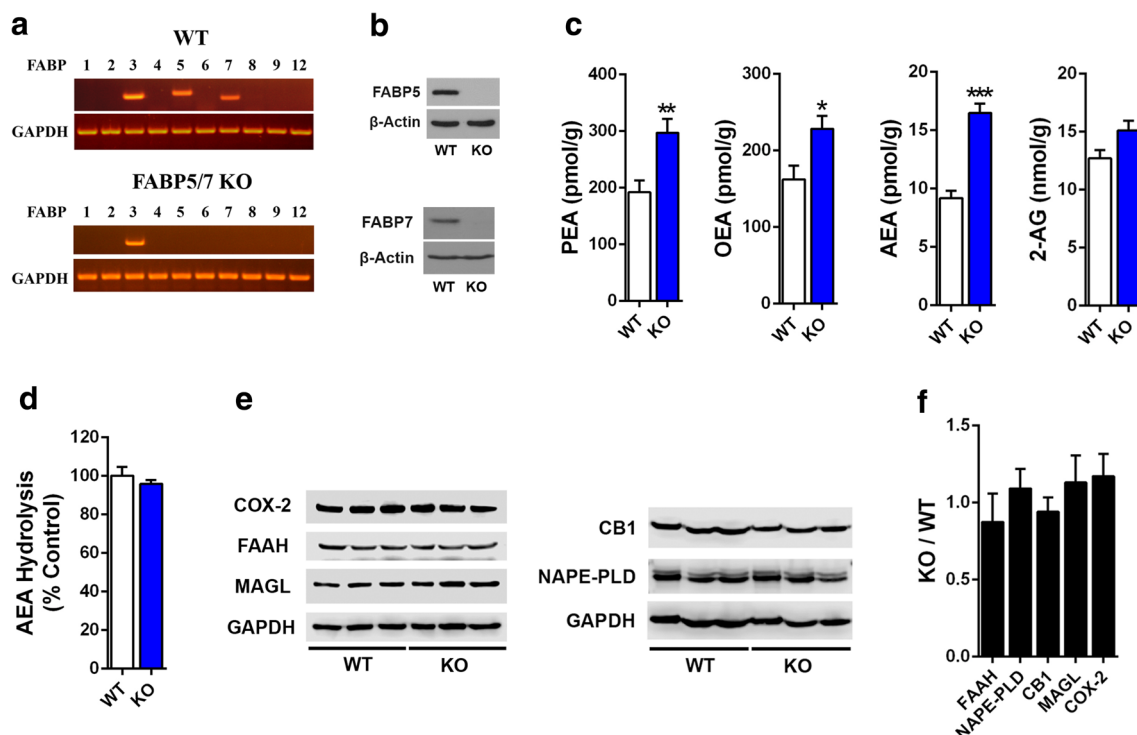 a
WT
FABP 1 2 3 4 5 6 7 8 9 12
GAPDH
FABP5/7 KO
FABP 1 2 3 4 5 6 7 8 9 12
GAPDH
b
FABP5
β-Actin
WT KO
FABP7
β-Actin
WT KO
c
PEA (pmol/g)
400
300
200
100
0
**
WT KO
OEA (pmol/g)
300
200
100
0
*
WT KO
AEA (pmol/g)
20
15
10
5
0
***
WT KO
2-AG (nmol/g)
20
15
10
5
0
WT KO
d
AEA Hydrolysis
(% Control)
120
100
80
60
40
20
0
WT KO
e
COX-2
FAAH
MAGL
GAPDH
WT KO
CB1
NAPE-PLD
GAPDH
WT KO
f
KO / WT
1.5
1.0
0.5
0.0
FAAH NAPE-PLD CB1 MAGL COX-2